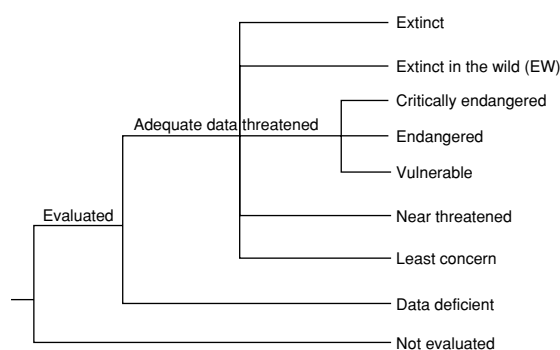 Extinct
Extinct in the wild (EW)
Critically endangered
Adequate data threatened
Endangered
Vulnerable
Evaluated
Near threatened
Least concern
Data deficient
Not evaluated